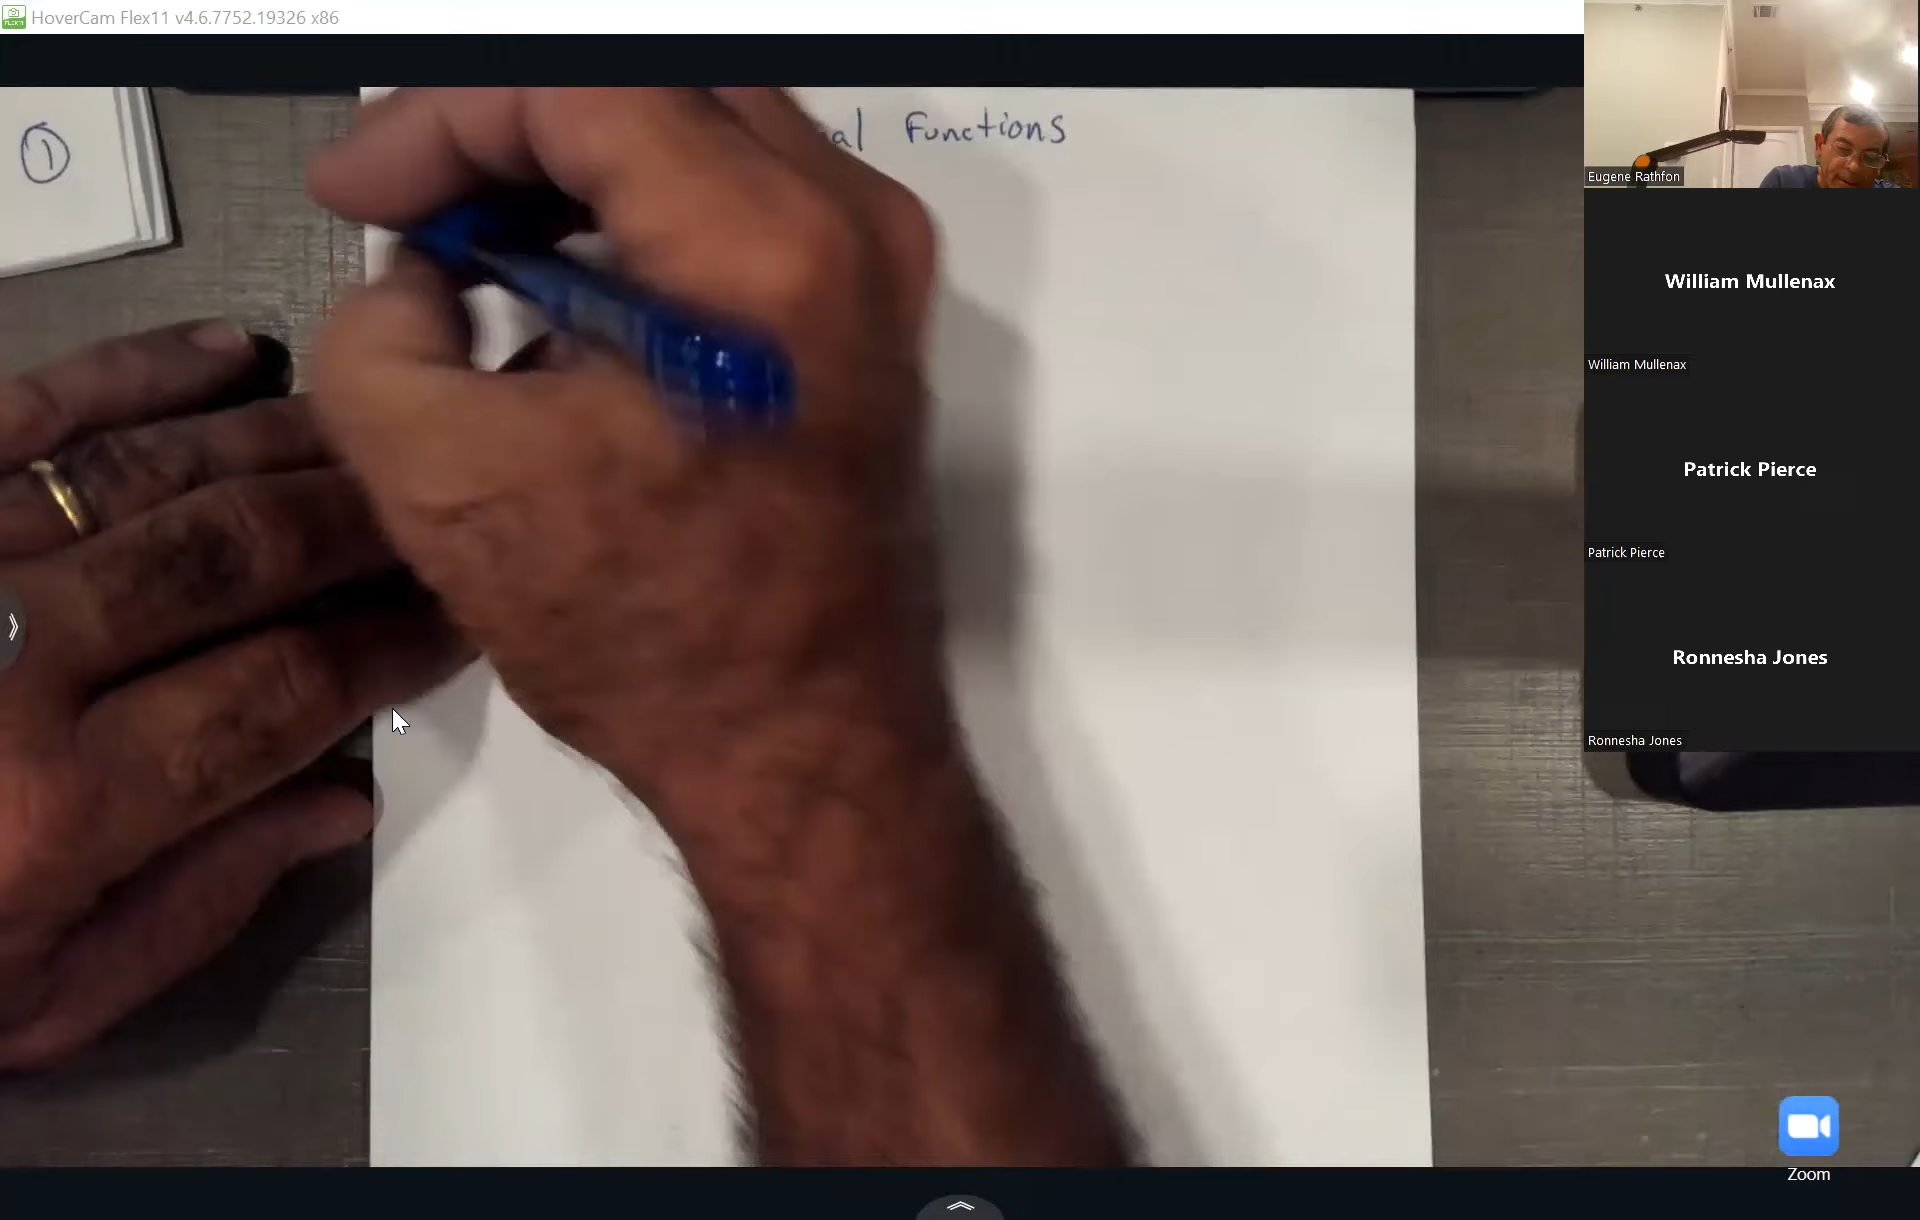 HoverCam Flex11 v4.6.7752.19326 x86
①
al Functions
Eugene Rathfon
William Mullenax
William Mullenax
Patrick Pierce
Patrick Pierce
Ronnesha Jones
Ronnesha Jones
Zoom